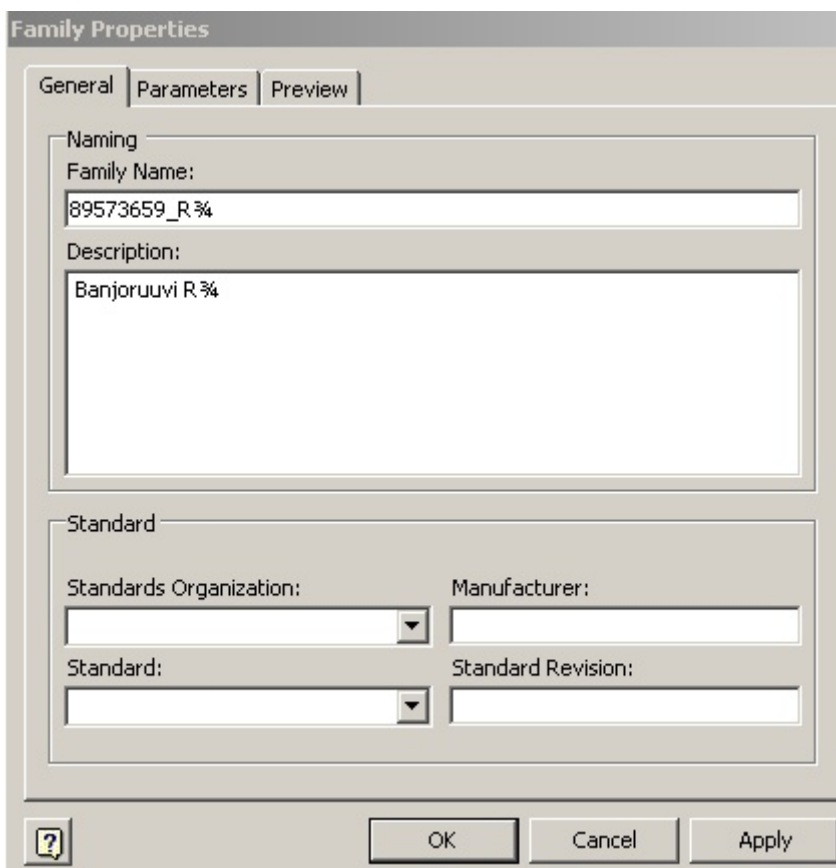 Family Properties
General Parameters Preview
Naming
Family Name:
89573659_R¾
Description:
Banjoruuvi R¾
Standard
Standards Organization: Manufacturer:
Standard: Standard Revision:
? OK Cancel Apply